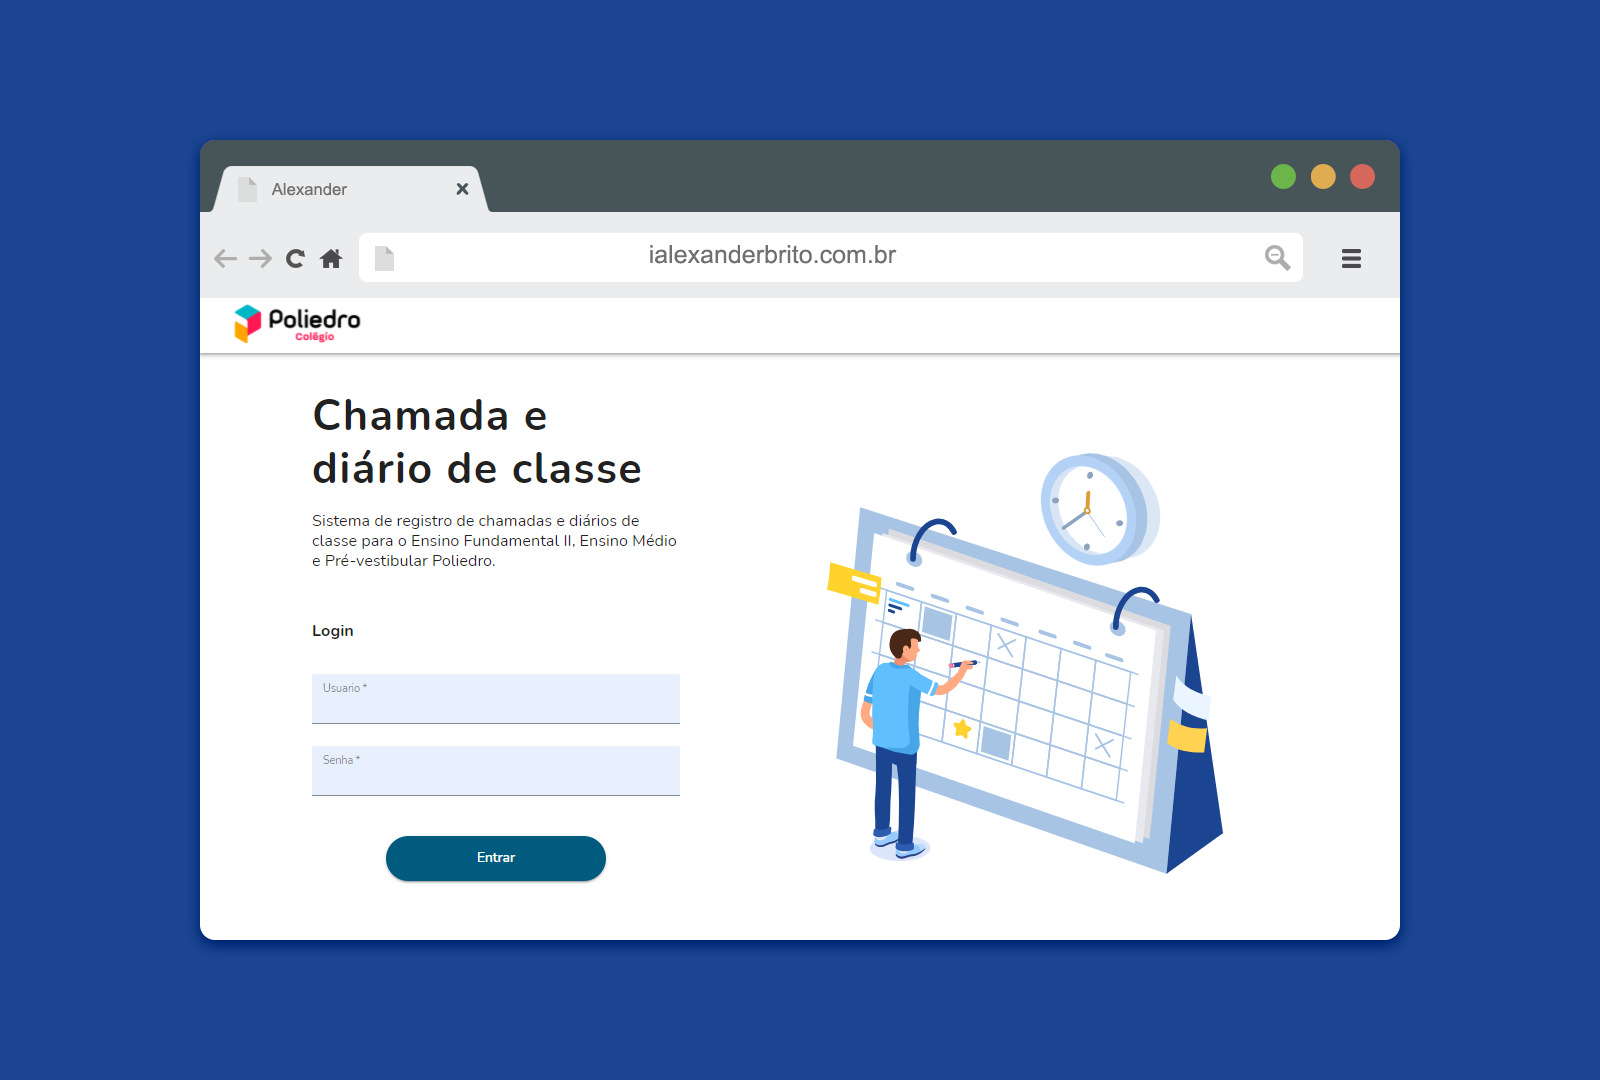 Alexander
ialexanderbrito.com.br
Poliedro
Colégio
Chamada e
diário de classe
Sistema de registro de chamadas e diários de
classe para o Ensino Fundamental II, Ensino Médio
e Pré-vestibular Poliedro.
Login
Usuario *
Senha *
Entrar